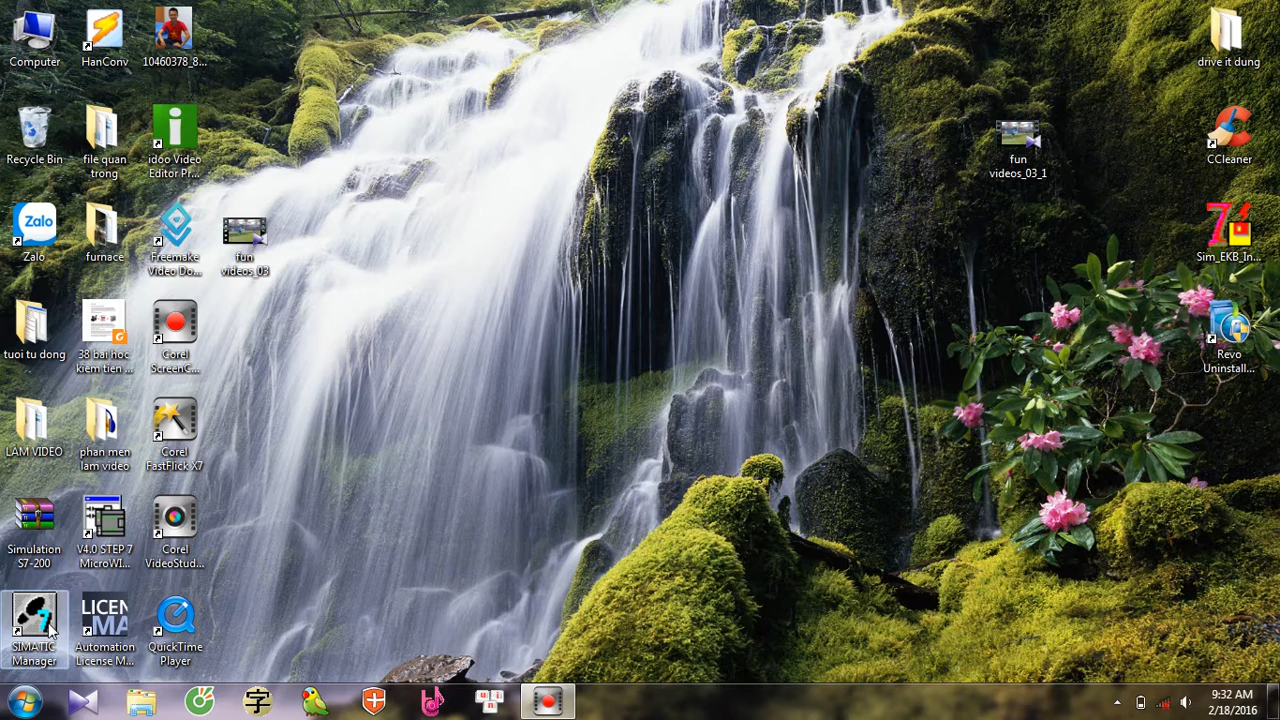 Computer
HanConv
10460378_8...
Recycle Bin
file quan
trong
idoo Video
Editor Pr...
Zalo
Zalo
furnace
Freemake
Video Do...
fun
videos_03
tuoi tu dong
38 bai hoc
kiem tien ...
Corel
ScreenC...
LAM VIDEO
phan men
lam video
Corel
FastFlick X7
Simulation
S7-200
V4.0 STEP 7
MicroWI...
Corel
VideoStud...
SIMATIC
Manager
LICEN
MA
Automation
License M...
QuickTime
Player
drive it dung
fun
videos_03_1
CCleaner
Sim_EKB_In...
Revo
Uninstall...
字
9:32 AM
2/18/2016